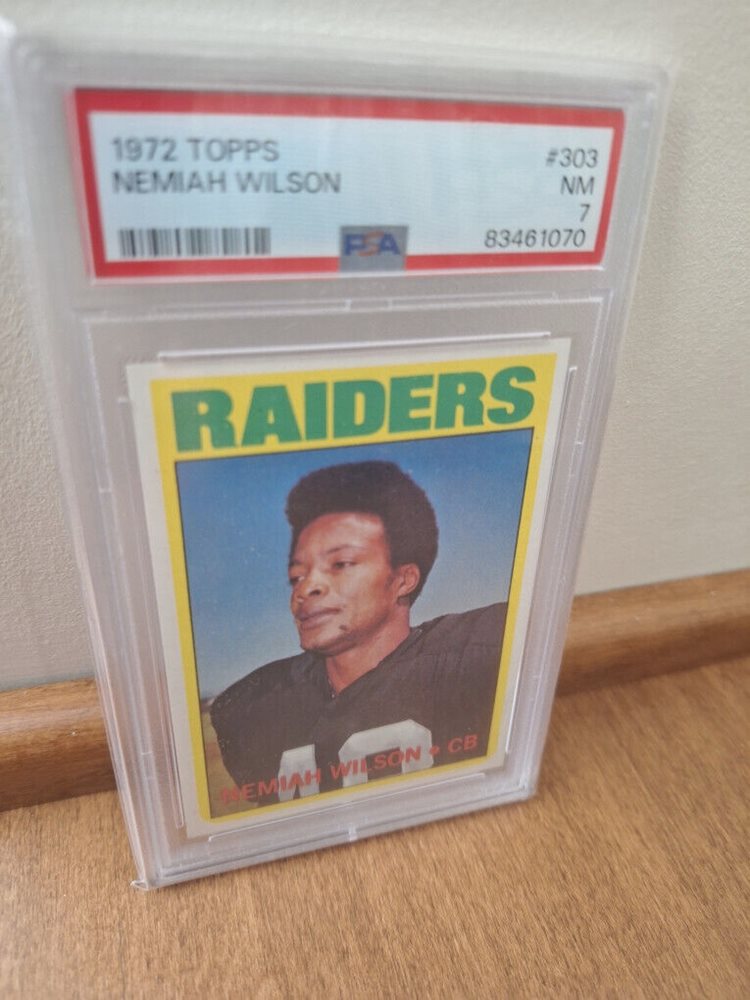 1972 TOPPS #303
NEMIAH WILSON NM
7
PSA 83461070
RAIDERS
NEMIAH WILSON • CB